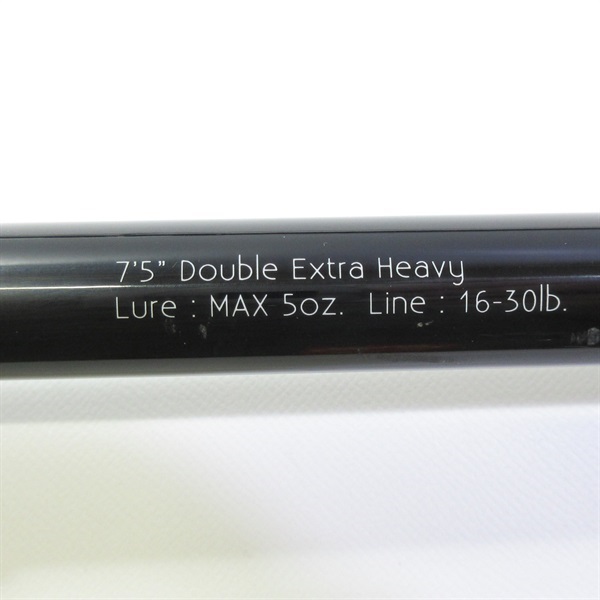 7'5" Double Extra Heavy
Lure : MAX 5oz. Line : 16-30lb.